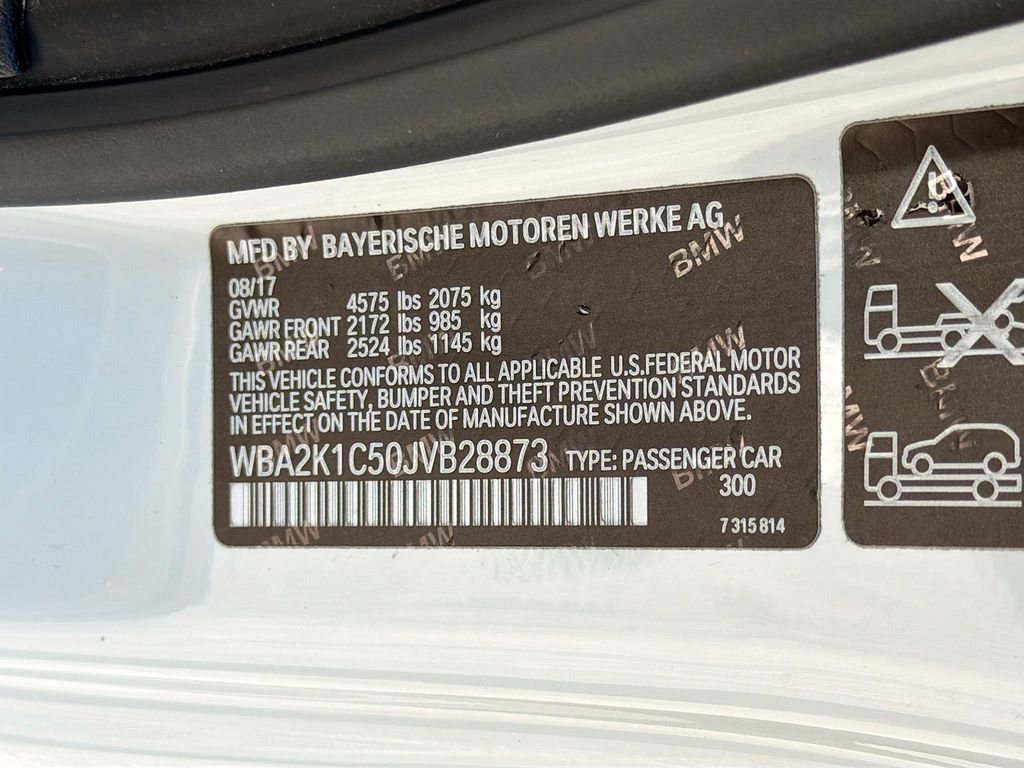 MFD BY BAYERISCHE MOTOREN WERKE AG
08/17
GVWR 4575 lbs 2075 kg
GAWR FRONT 2172 lbs 985 kg
GAWR REAR 2524 lbs 1145 kg
THIS VEHICLE CONFORMS TO ALL APPLICABLE U.S.FEDERAL MOTOR
VEHICLE SAFETY, BUMPER AND THEFT PREVENTION STANDARDS
IN EFFECT ON THE DATE OF MANUFACTURE SHOWN ABOVE.
WBA2K1C50JVB28873 TYPE: PASSENGER CAR
300
7 315 814